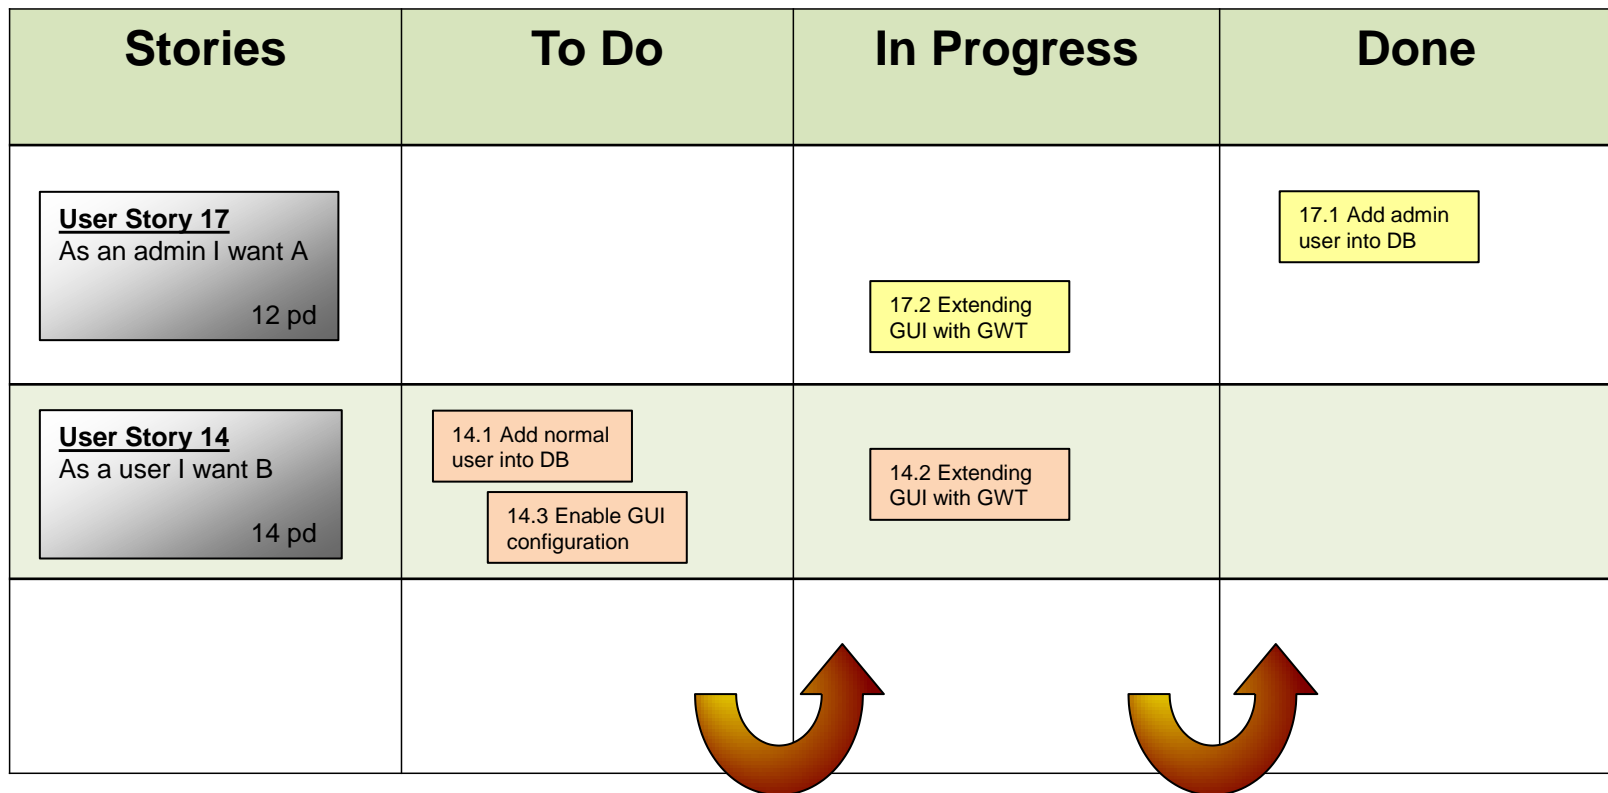 Stories
To Do
In Progress
Done
User Story 17
As an admin I want A
12 pd
17.2 Extending
GUI with GWT
17.1 Add admin
user into DB
User Story 14
As a user I want B
14 pd
14.1 Add normal
user into DB
14.3 Enable GUI
configuration
14.2 Extending
GUI with GWT